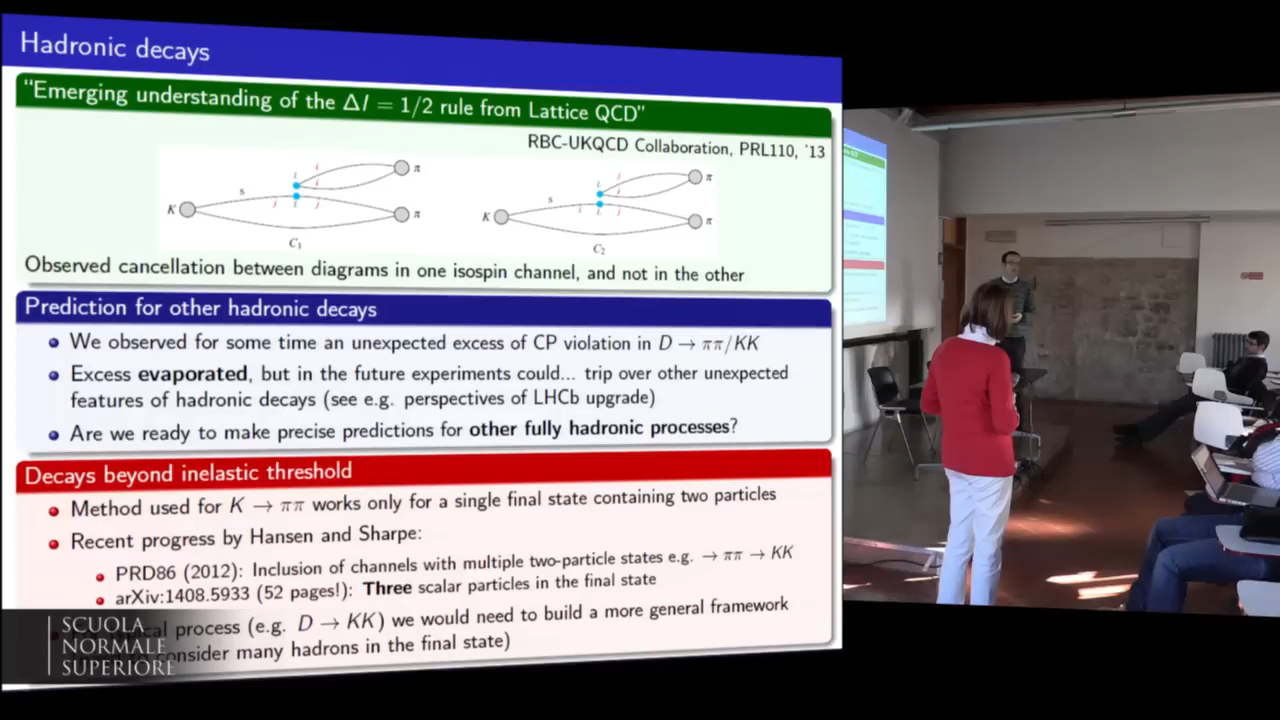 Hadronic decays
"Emerging understanding of the ΔI = 1/2 rule from Lattice QCD"
RBC-UKQCD Collaboration, PRL110, '13
K s L i π
i j L j π
C₁
K s L j π
i L j π
C₂
Observed cancellation between diagrams in one isospin channel, and not in the other
Prediction for other hadronic decays
We observed for some time an unexpected excess of CP violation in D → ππ/KK
Excess evaporated, but in the future experiments could... trip over other unexpected
features of hadronic decays (see e.g. perspectives of LHCb upgrade)
Are we ready to make precise predictions for other fully hadronic processes?
Decays beyond inelastic threshold
Method used for K → ππ works only for a single final state containing two particles
Recent progress by Hansen and Sharpe:
PRD86 (2012): Inclusion of channels with multiple two-particle states e.g. → ππ → KK
arXiv:1408.5933 (52 pages!): Three scalar particles in the final state
process (e.g. D → KK) we would need to build a more general framework
consider many hadrons in the final state)
SCUOLA
NORMALE
SUPERIORE